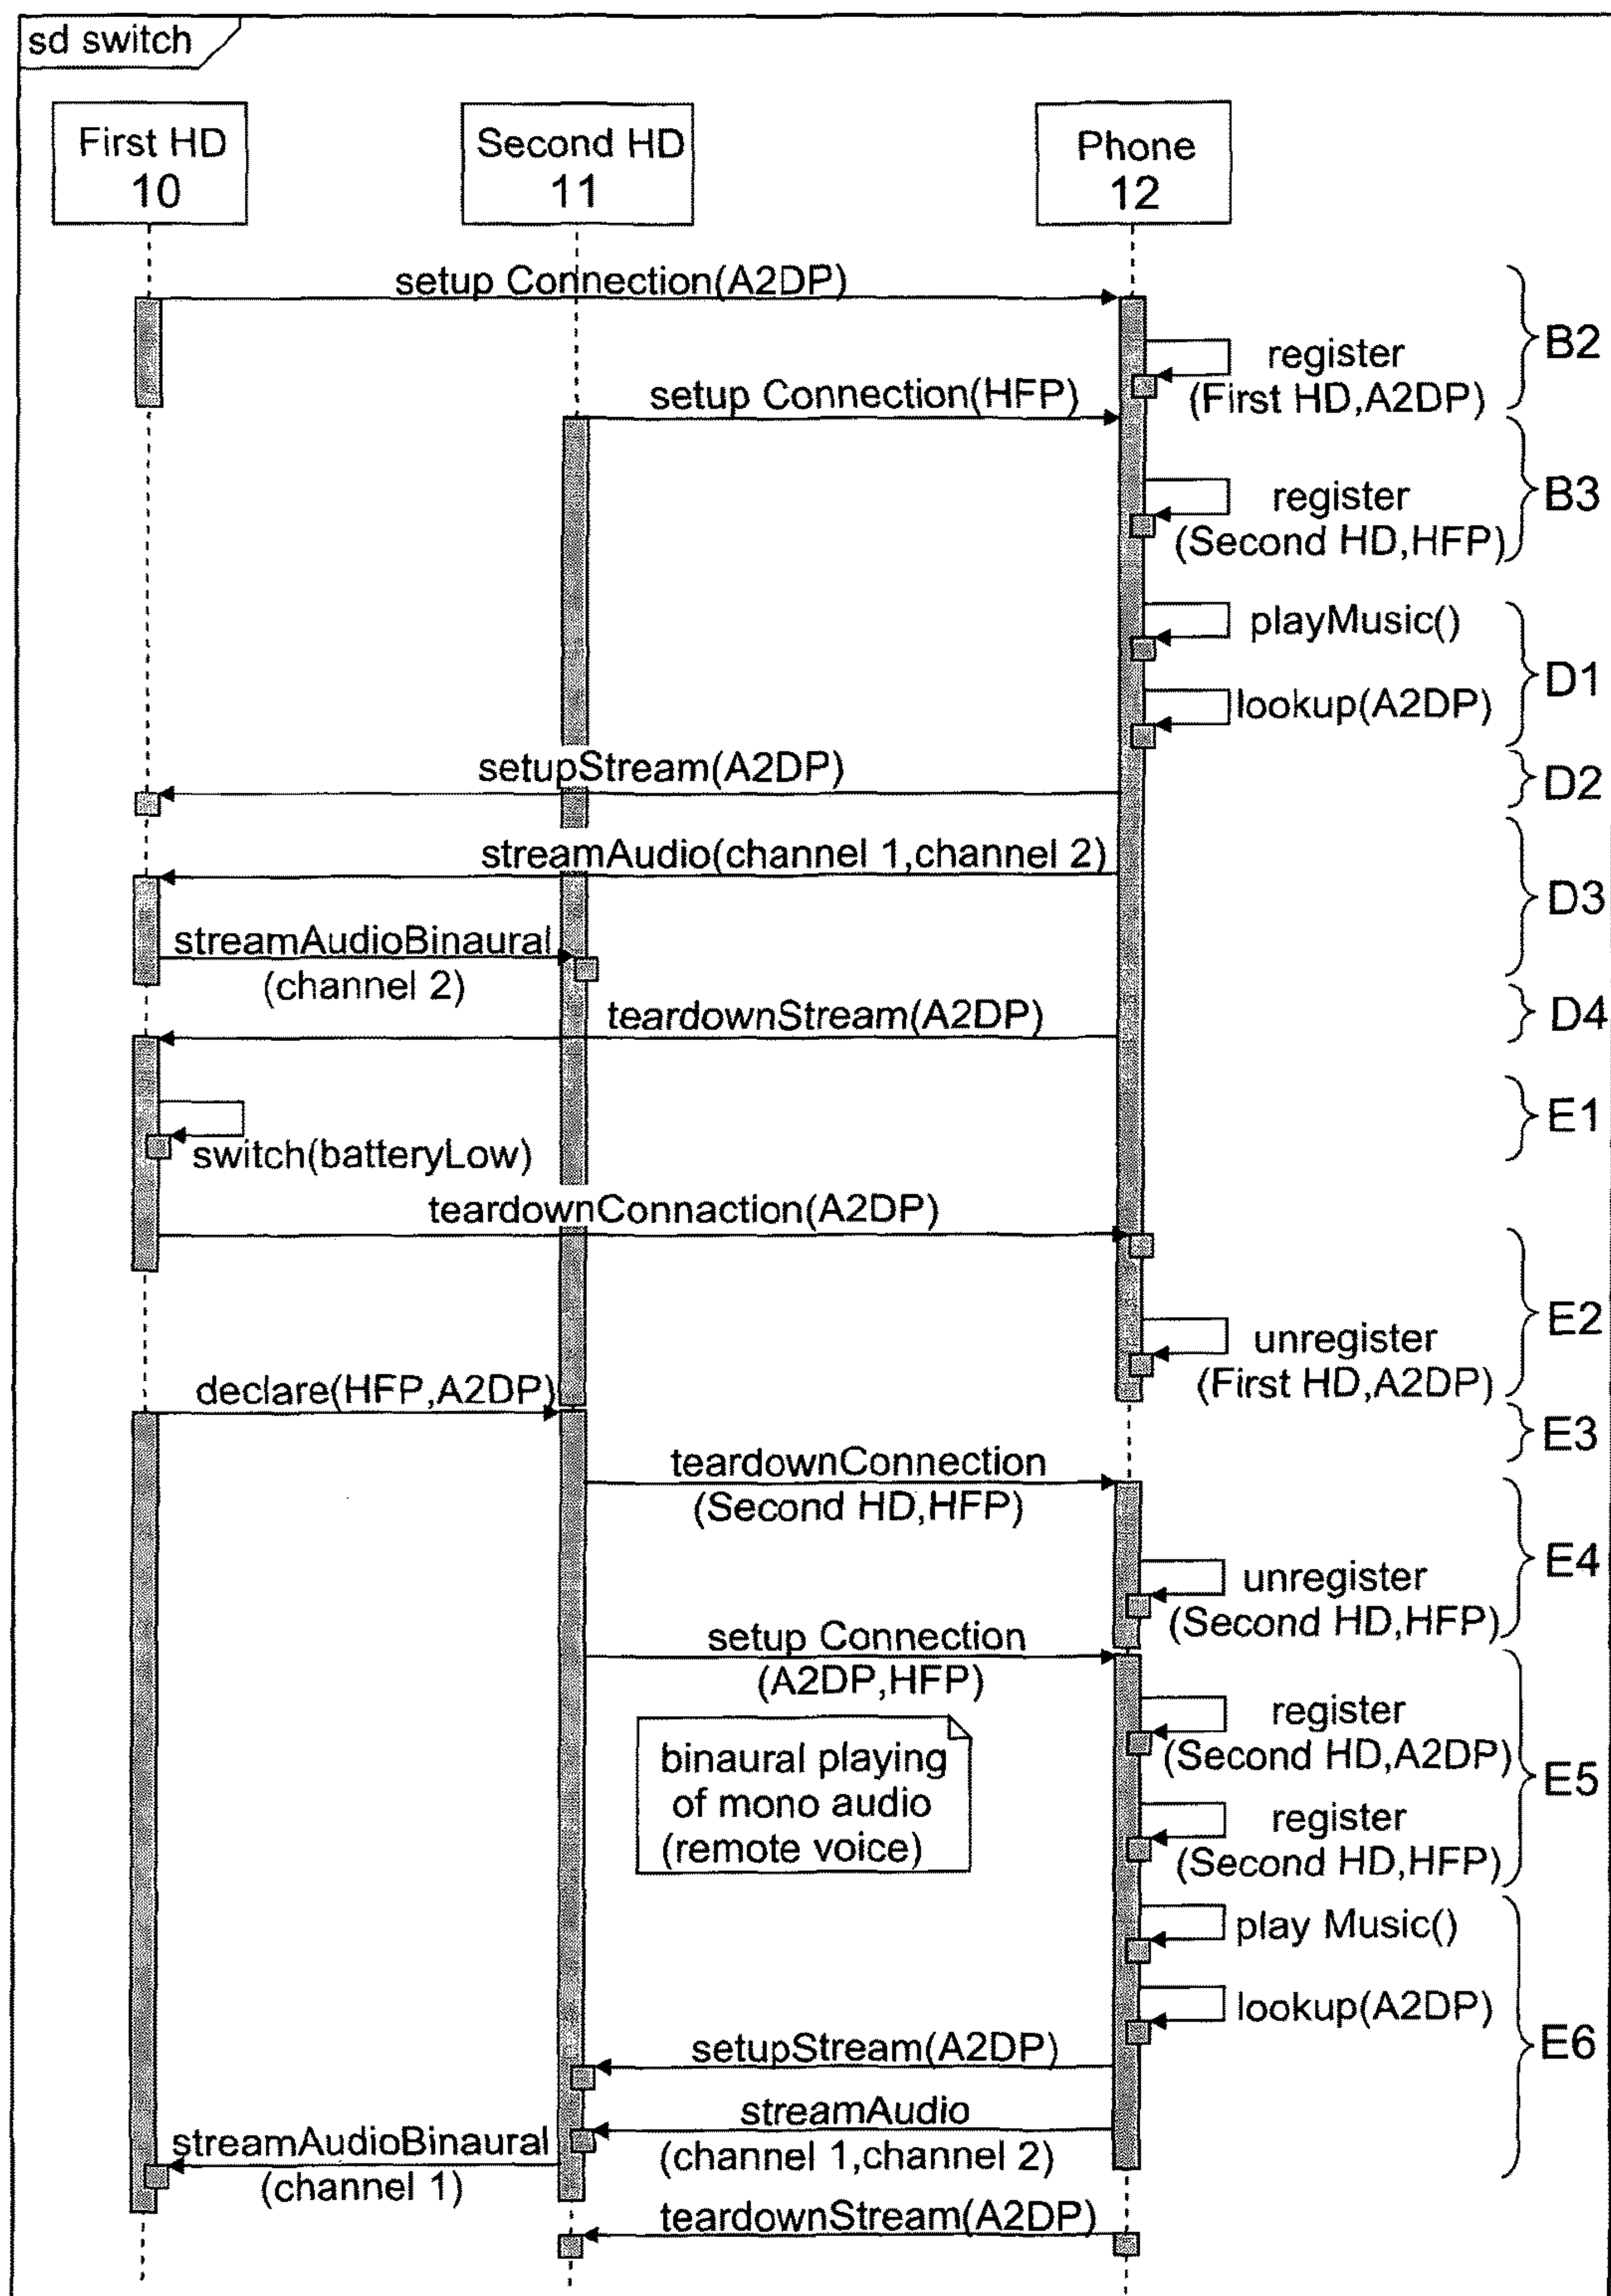 sd switch
First HD
10
Second HD
11
Phone
12
setup Connection(A2DP)
register
(First HD,A2DP)
B2
setup Connection(HFP)
register
(Second HD,HFP)
B3
playMusic()
lookup(A2DP)
D1
setupStream(A2DP)
D2
streamAudio(channel 1,channel 2)
streamAudioBinaural
(channel 2)
D3
teardownStream(A2DP)
D4
switch(batteryLow)
E1
teardownConnaction(A2DP)
unregister
(First HD,A2DP)
E2
declare(HFP,A2DP)
E3
teardownConnection
(Second HD,HFP)
unregister
(Second HD,HFP)
E4
setup Connection
(A2DP,HFP)
register
(Second HD,A2DP)
binaural playing
of mono audio
(remote voice)
register
(Second HD,HFP)
E5
play Music()
lookup(A2DP)
setupStream(A2DP)
E6
streamAudio
(channel 1,channel 2)
streamAudioBinaural
(channel 1)
teardownStream(A2DP)